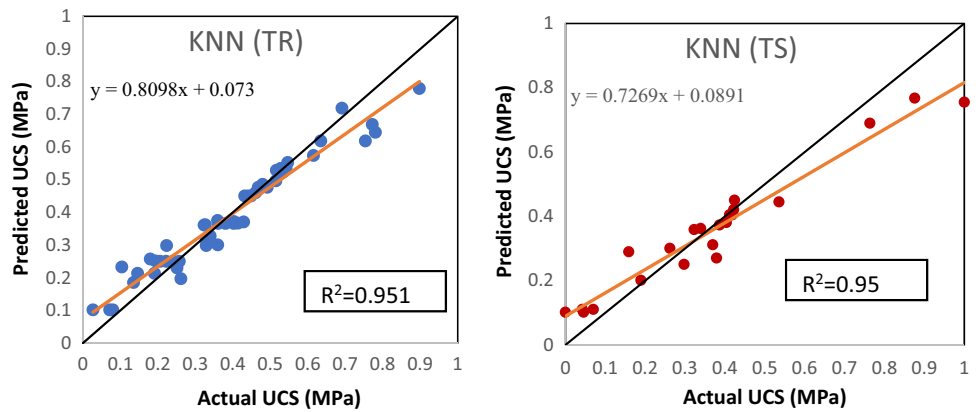 KNN (TR)
y = 0.8098x + 0.073
R²=0.951
Predicted UCS (MPa)
1
0.9
0.8
0.7
0.6
0.5
0.4
0.3
0.2
0.1
0
0 0.1 0.2 0.3 0.4 0.5 0.6 0.7 0.8 0.9 1
Actual UCS (MPa)
KNN (TS)
y = 0.7269x + 0.0891
R²=0.95
Predicted UCS (MPa)
1
0.8
0.6
0.4
0.2
0
0 0.1 0.2 0.3 0.4 0.5 0.6 0.7 0.8 0.9 1
Actual UCS (MPa)